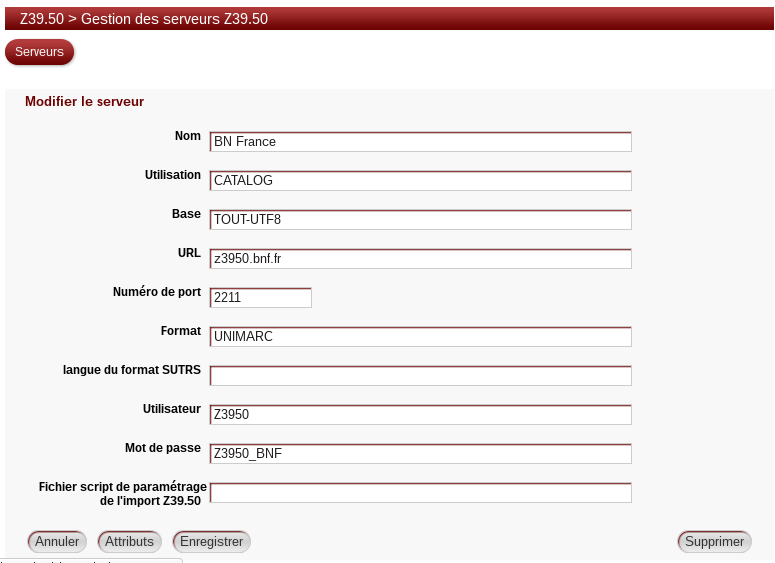 Z39.50 > Gestion des serveurs Z39.50
Serveurs
Modifier le serveur
Nom BN France
Utilisation CATALOG
Base TOUT-UTF8
URL z3950.bnf.fr
Numéro de port 2211
Format UNIMARC
langue du format SUTRS
Utilisateur Z3950
Mot de passe Z3950_BNF
Fichier script de paramétrage
de l'import Z39.50
Annuler Attributs Enregistrer Supprimer